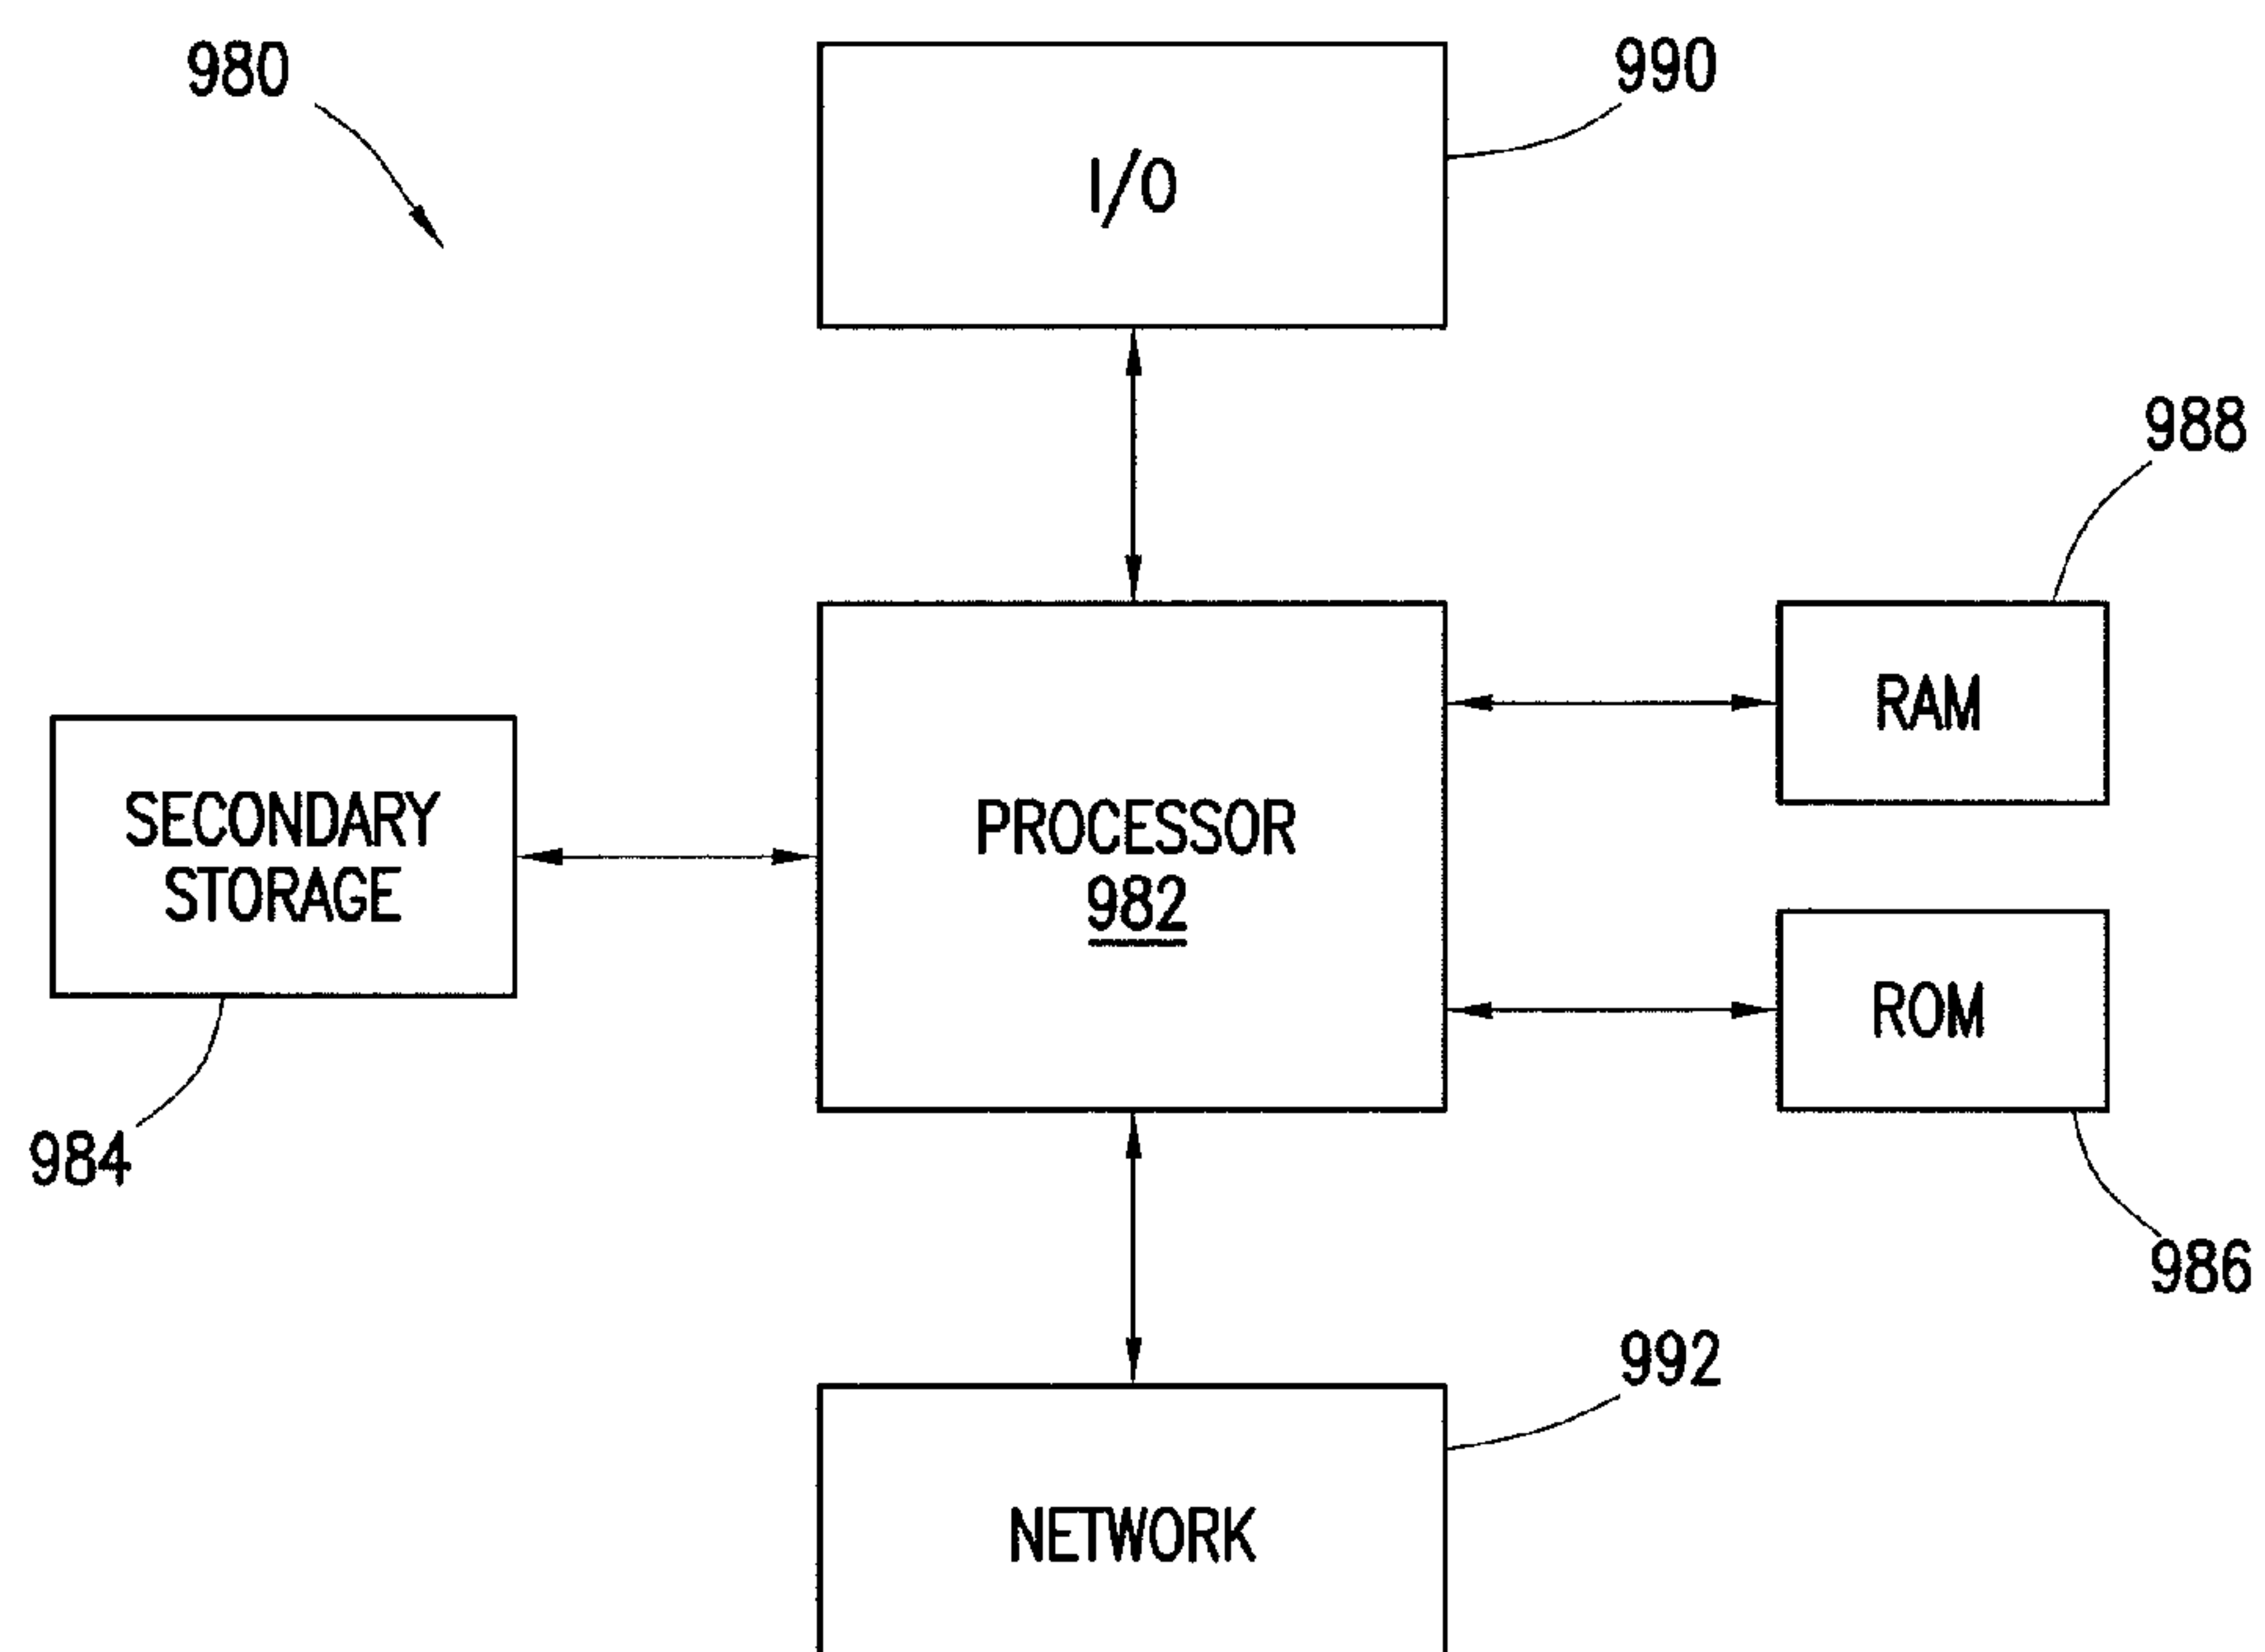 980
990
I/O
988
RAM
SECONDARY
STORAGE
PROCESSOR
982
ROM
984
986
992
NETWORK